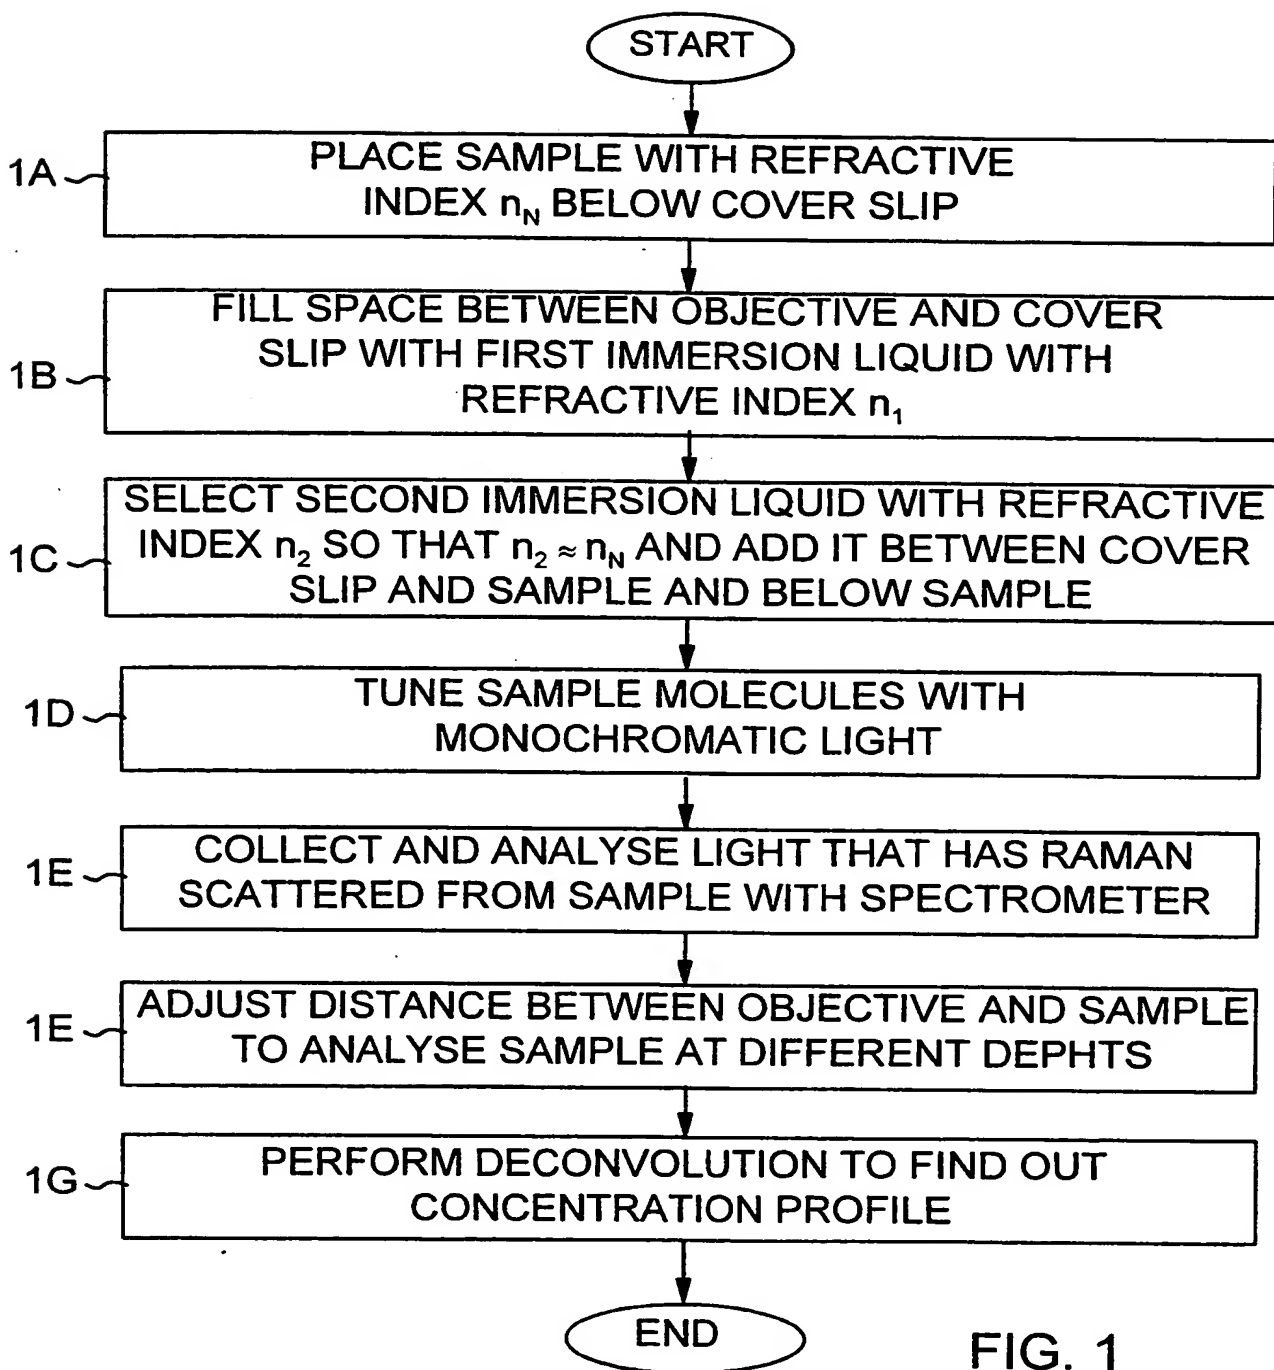 START
1A
PLACE SAMPLE WITH REFRACTIVE
INDEX nN BELOW COVER SLIP
1B
FILL SPACE BETWEEN OBJECTIVE AND COVER
SLIP WITH FIRST IMMERSION LIQUID WITH
REFRACTIVE INDEX n1
1C
SELECT SECOND IMMERSION LIQUID WITH REFRACTIVE
INDEX n2 SO THAT n2 ≈ nN AND ADD IT BETWEEN COVER
SLIP AND SAMPLE AND BELOW SAMPLE
1D
TUNE SAMPLE MOLECULES WITH
MONOCHROMATIC LIGHT
1E
COLLECT AND ANALYSE LIGHT THAT HAS RAMAN
SCATTERED FROM SAMPLE WITH SPECTROMETER
1E
ADJUST DISTANCE BETWEEN OBJECTIVE AND SAMPLE
TO ANALYSE SAMPLE AT DIFFERENT DEPHTS
1G
PERFORM DECONVOLUTION TO FIND OUT
CONCENTRATION PROFILE
END
FIG. 1